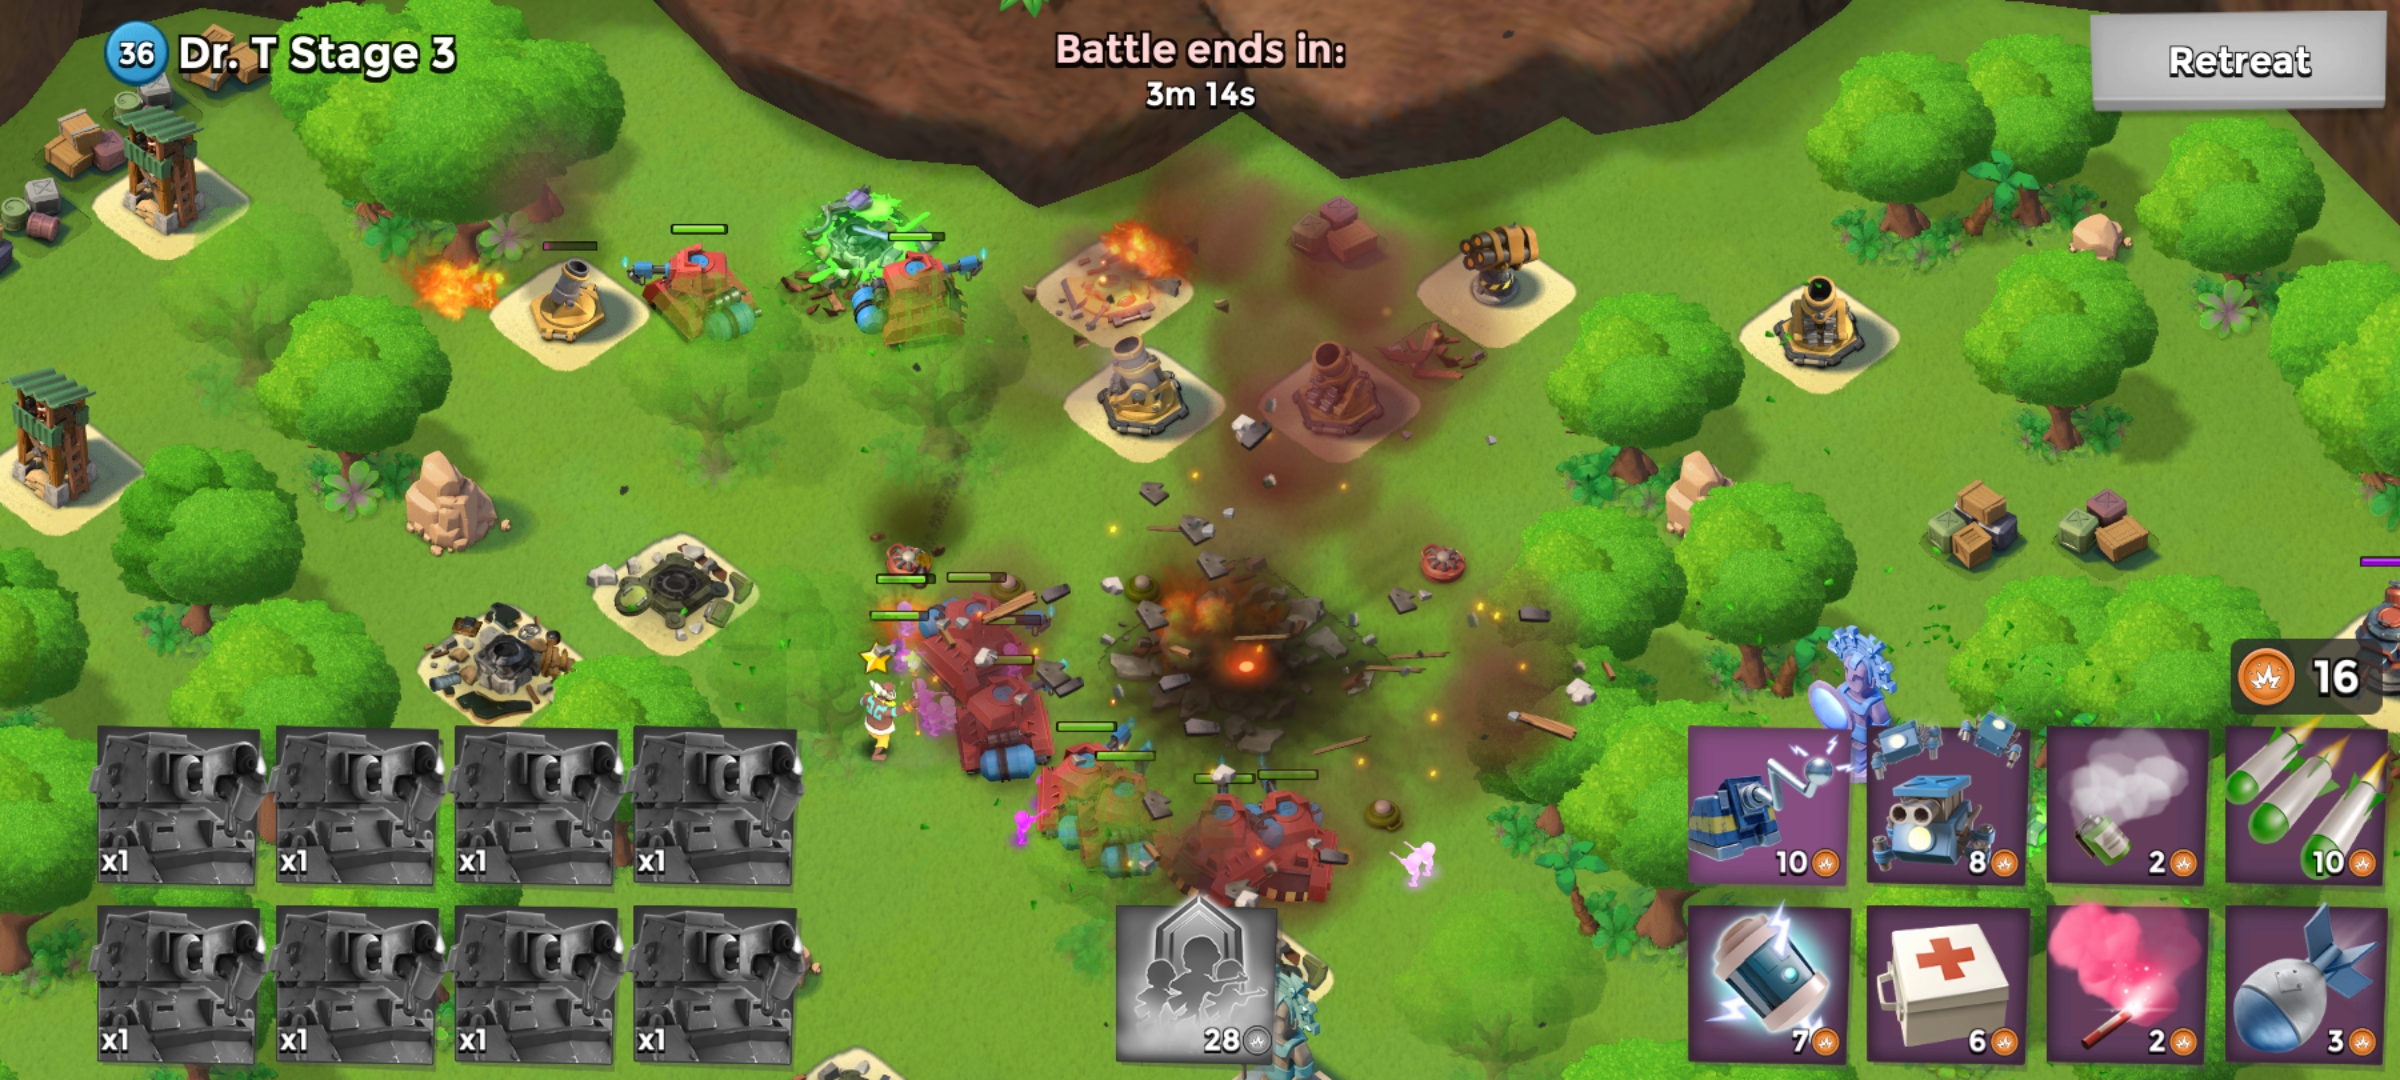 36 Dr. T Stage 3
Battle ends in:
3m 14s
Retreat
16
x1 x1 x1 x1
10 8 2 10
x1 x1 x1 x1
28
7 6 2 3